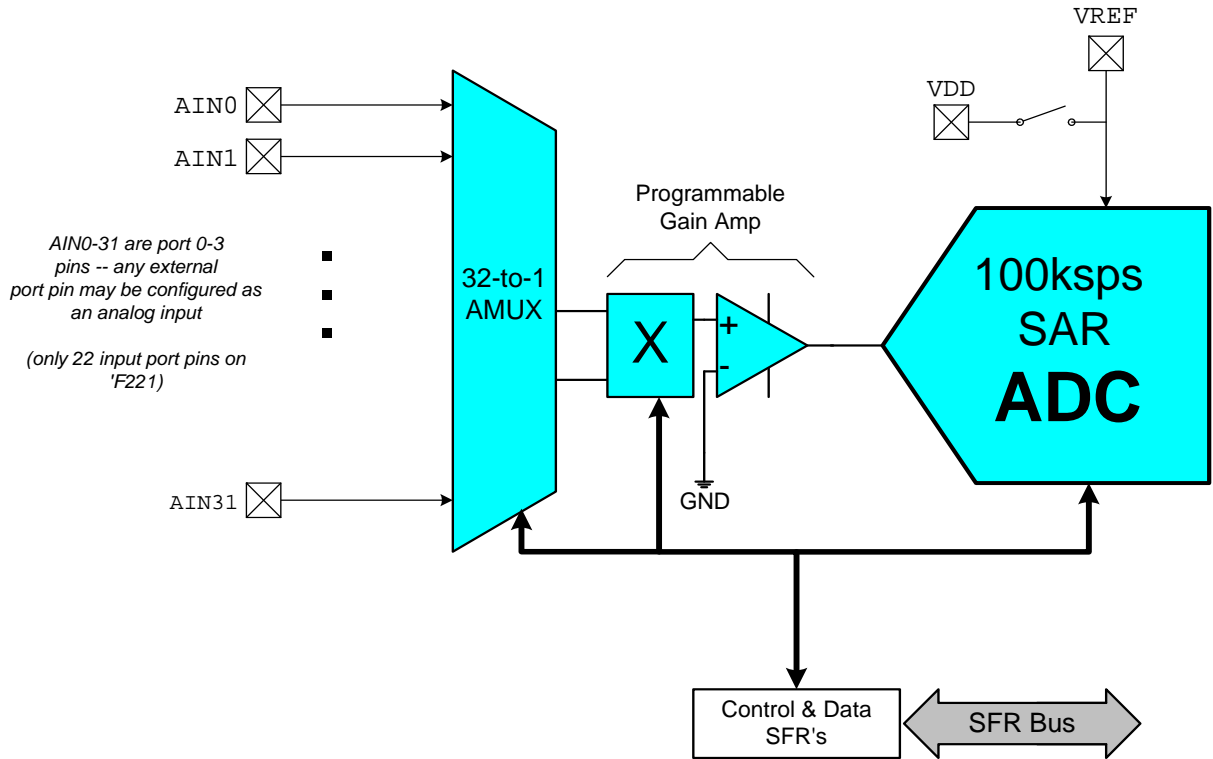 VREF
VDD
AIN0
AIN1
Programmable
Gain Amp
AIN0-31 are port 0-3
pins -- any external
port pin may be configured as
an analog input
(only 22 input port pins on
'F221)
32-to-1
AMUX
X
+
-
100ksps
SAR
ADC
AIN31
GND
Control & Data
SFR's
SFR Bus